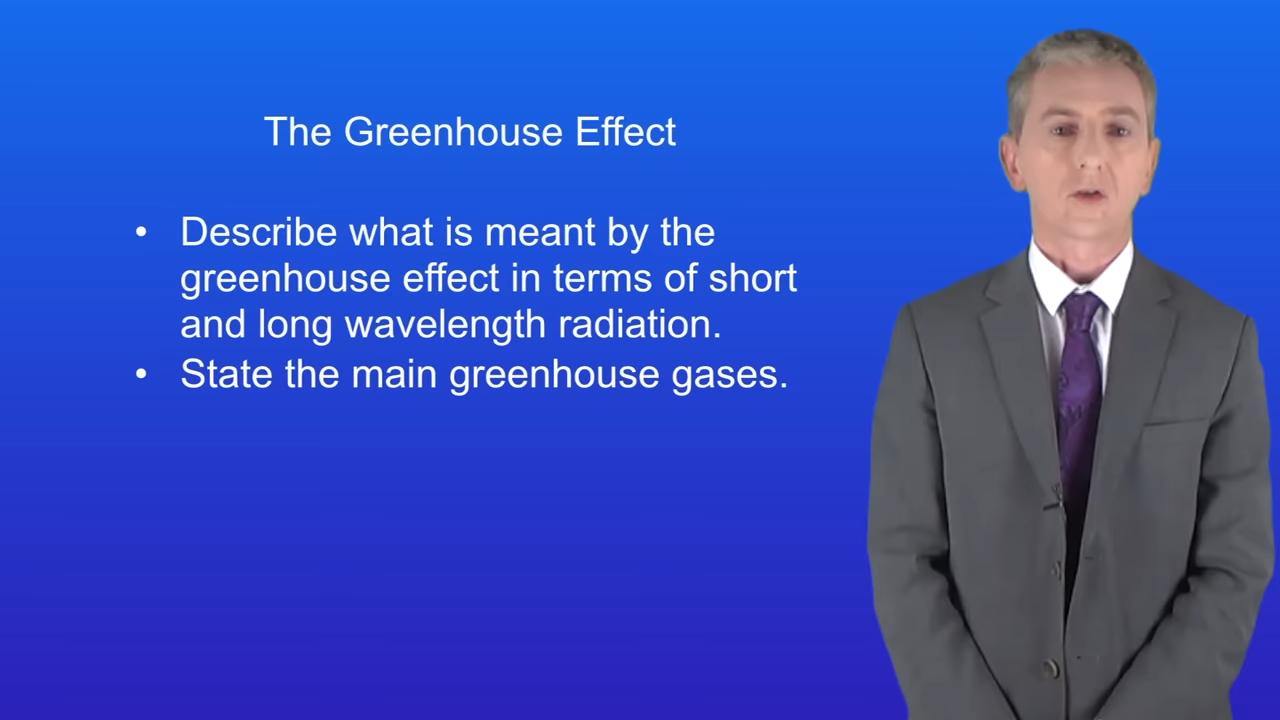 The Greenhouse Effect
• Describe what is meant by the
greenhouse effect in terms of short
and long wavelength radiation.
• State the main greenhouse gases.